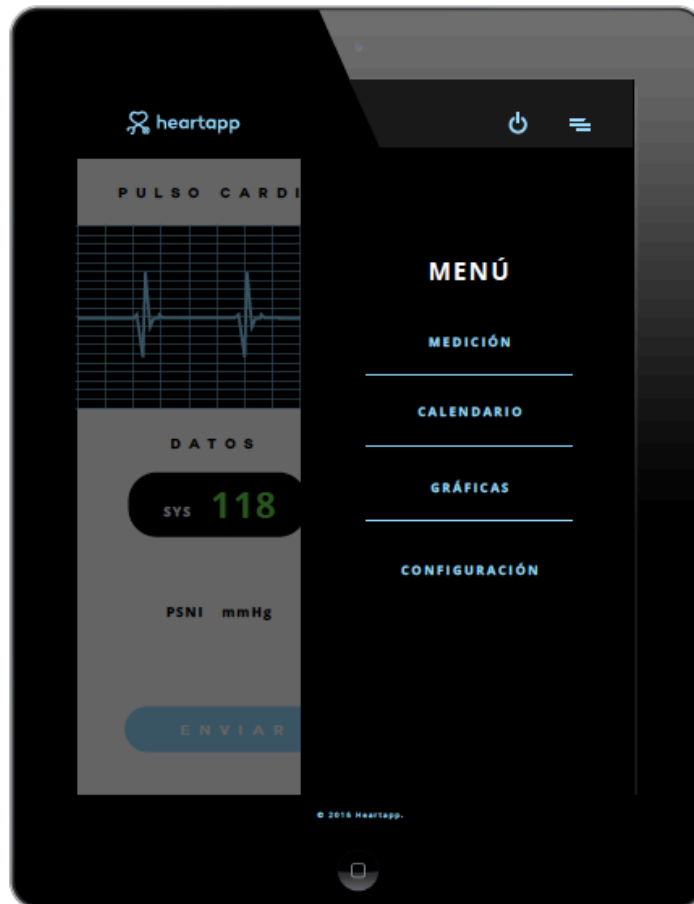 heartapp
PULSO CARDI
MENÚ
MEDICIÓN
CALENDARIO
GRÁFICAS
CONFIGURACIÓN
DATOS
SYS 118
PSNI mmHg
ENVIAR
© 2016 Heartapp.